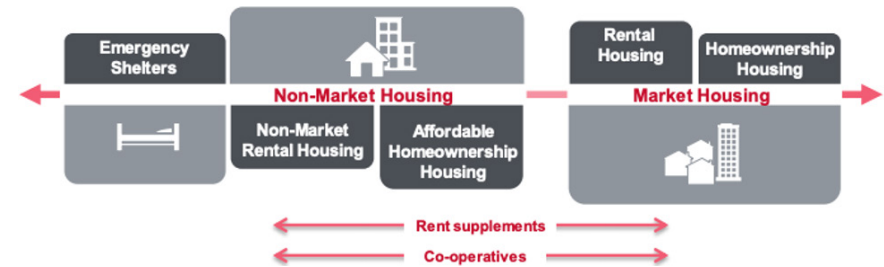 Emergency
Shelters
Rental
Housing
Homeownership
Housing
Non-Market Housing
Market Housing
Non-Market
Rental Housing
Affordable
Homeownership
Housing
Rent supplements
Co-operatives